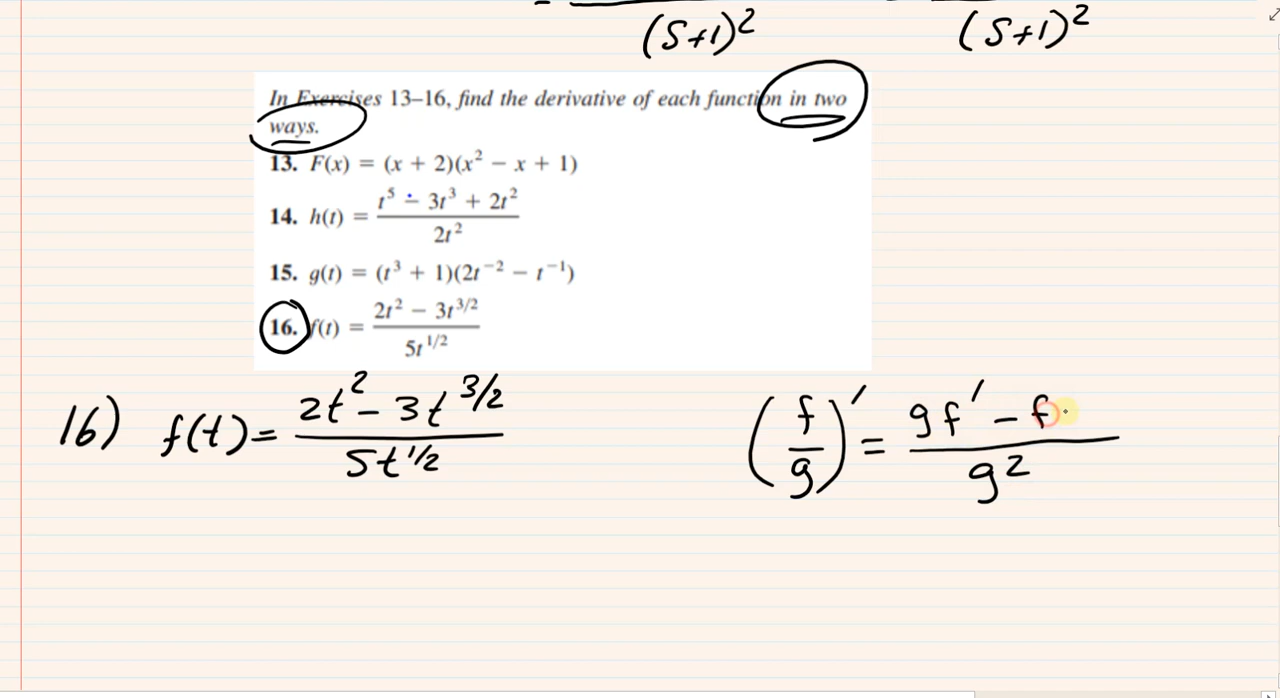 = (s+1)² (s+1)²
In Exercises 13–16, find the derivative of each function in two
ways.
13. F(x) = (x + 2)(x² − x + 1)
14. h(t) = (t⁵ − 3t³ + 2t²) / 2t²
15. g(t) = (t³ + 1)(2t⁻² − t⁻¹)
16. f(t) = (2t² − 3t^{3/2}) / 5t^{1/2}
16) f(t) = (2t² − 3t^{3/2}) / 5t^{1/2} (f/g)′ = (gf′ − f) / g²